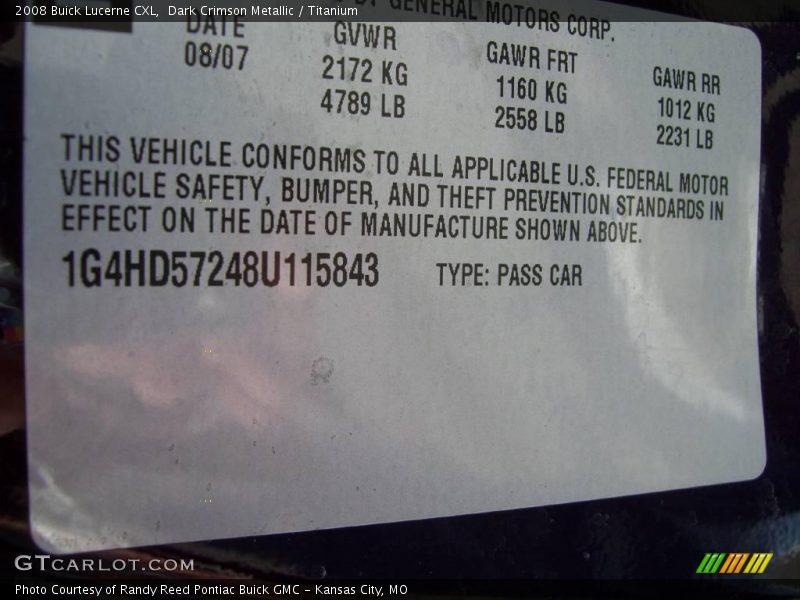 2008 Buick Lucerne CXL, Dark Crimson Metallic / Titanium
GENERAL MOTORS CORP.
DATE GVWR GAWR FRT GAWR RR
08/07 2172 KG 1160 KG 1012 KG
4789 LB 2558 LB 2231 LB
THIS VEHICLE CONFORMS TO ALL APPLICABLE U.S. FEDERAL MOTOR
VEHICLE SAFETY, BUMPER, AND THEFT PREVENTION STANDARDS IN
EFFECT ON THE DATE OF MANUFACTURE SHOWN ABOVE.
1G4HD57248U115843 TYPE: PASS CAR
GTCARLOT.COM
Photo Courtesy of Randy Reed Pontiac Buick GMC - Kansas City, MO